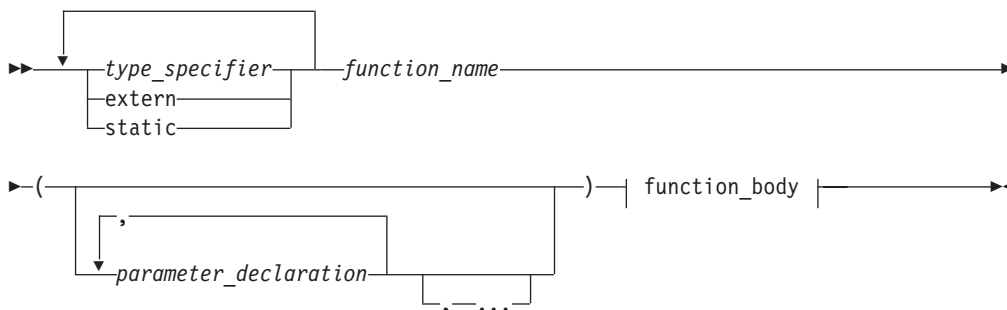 type_specifier function_name
extern
static
( ) function_body
,
parameter_declaration
, ...